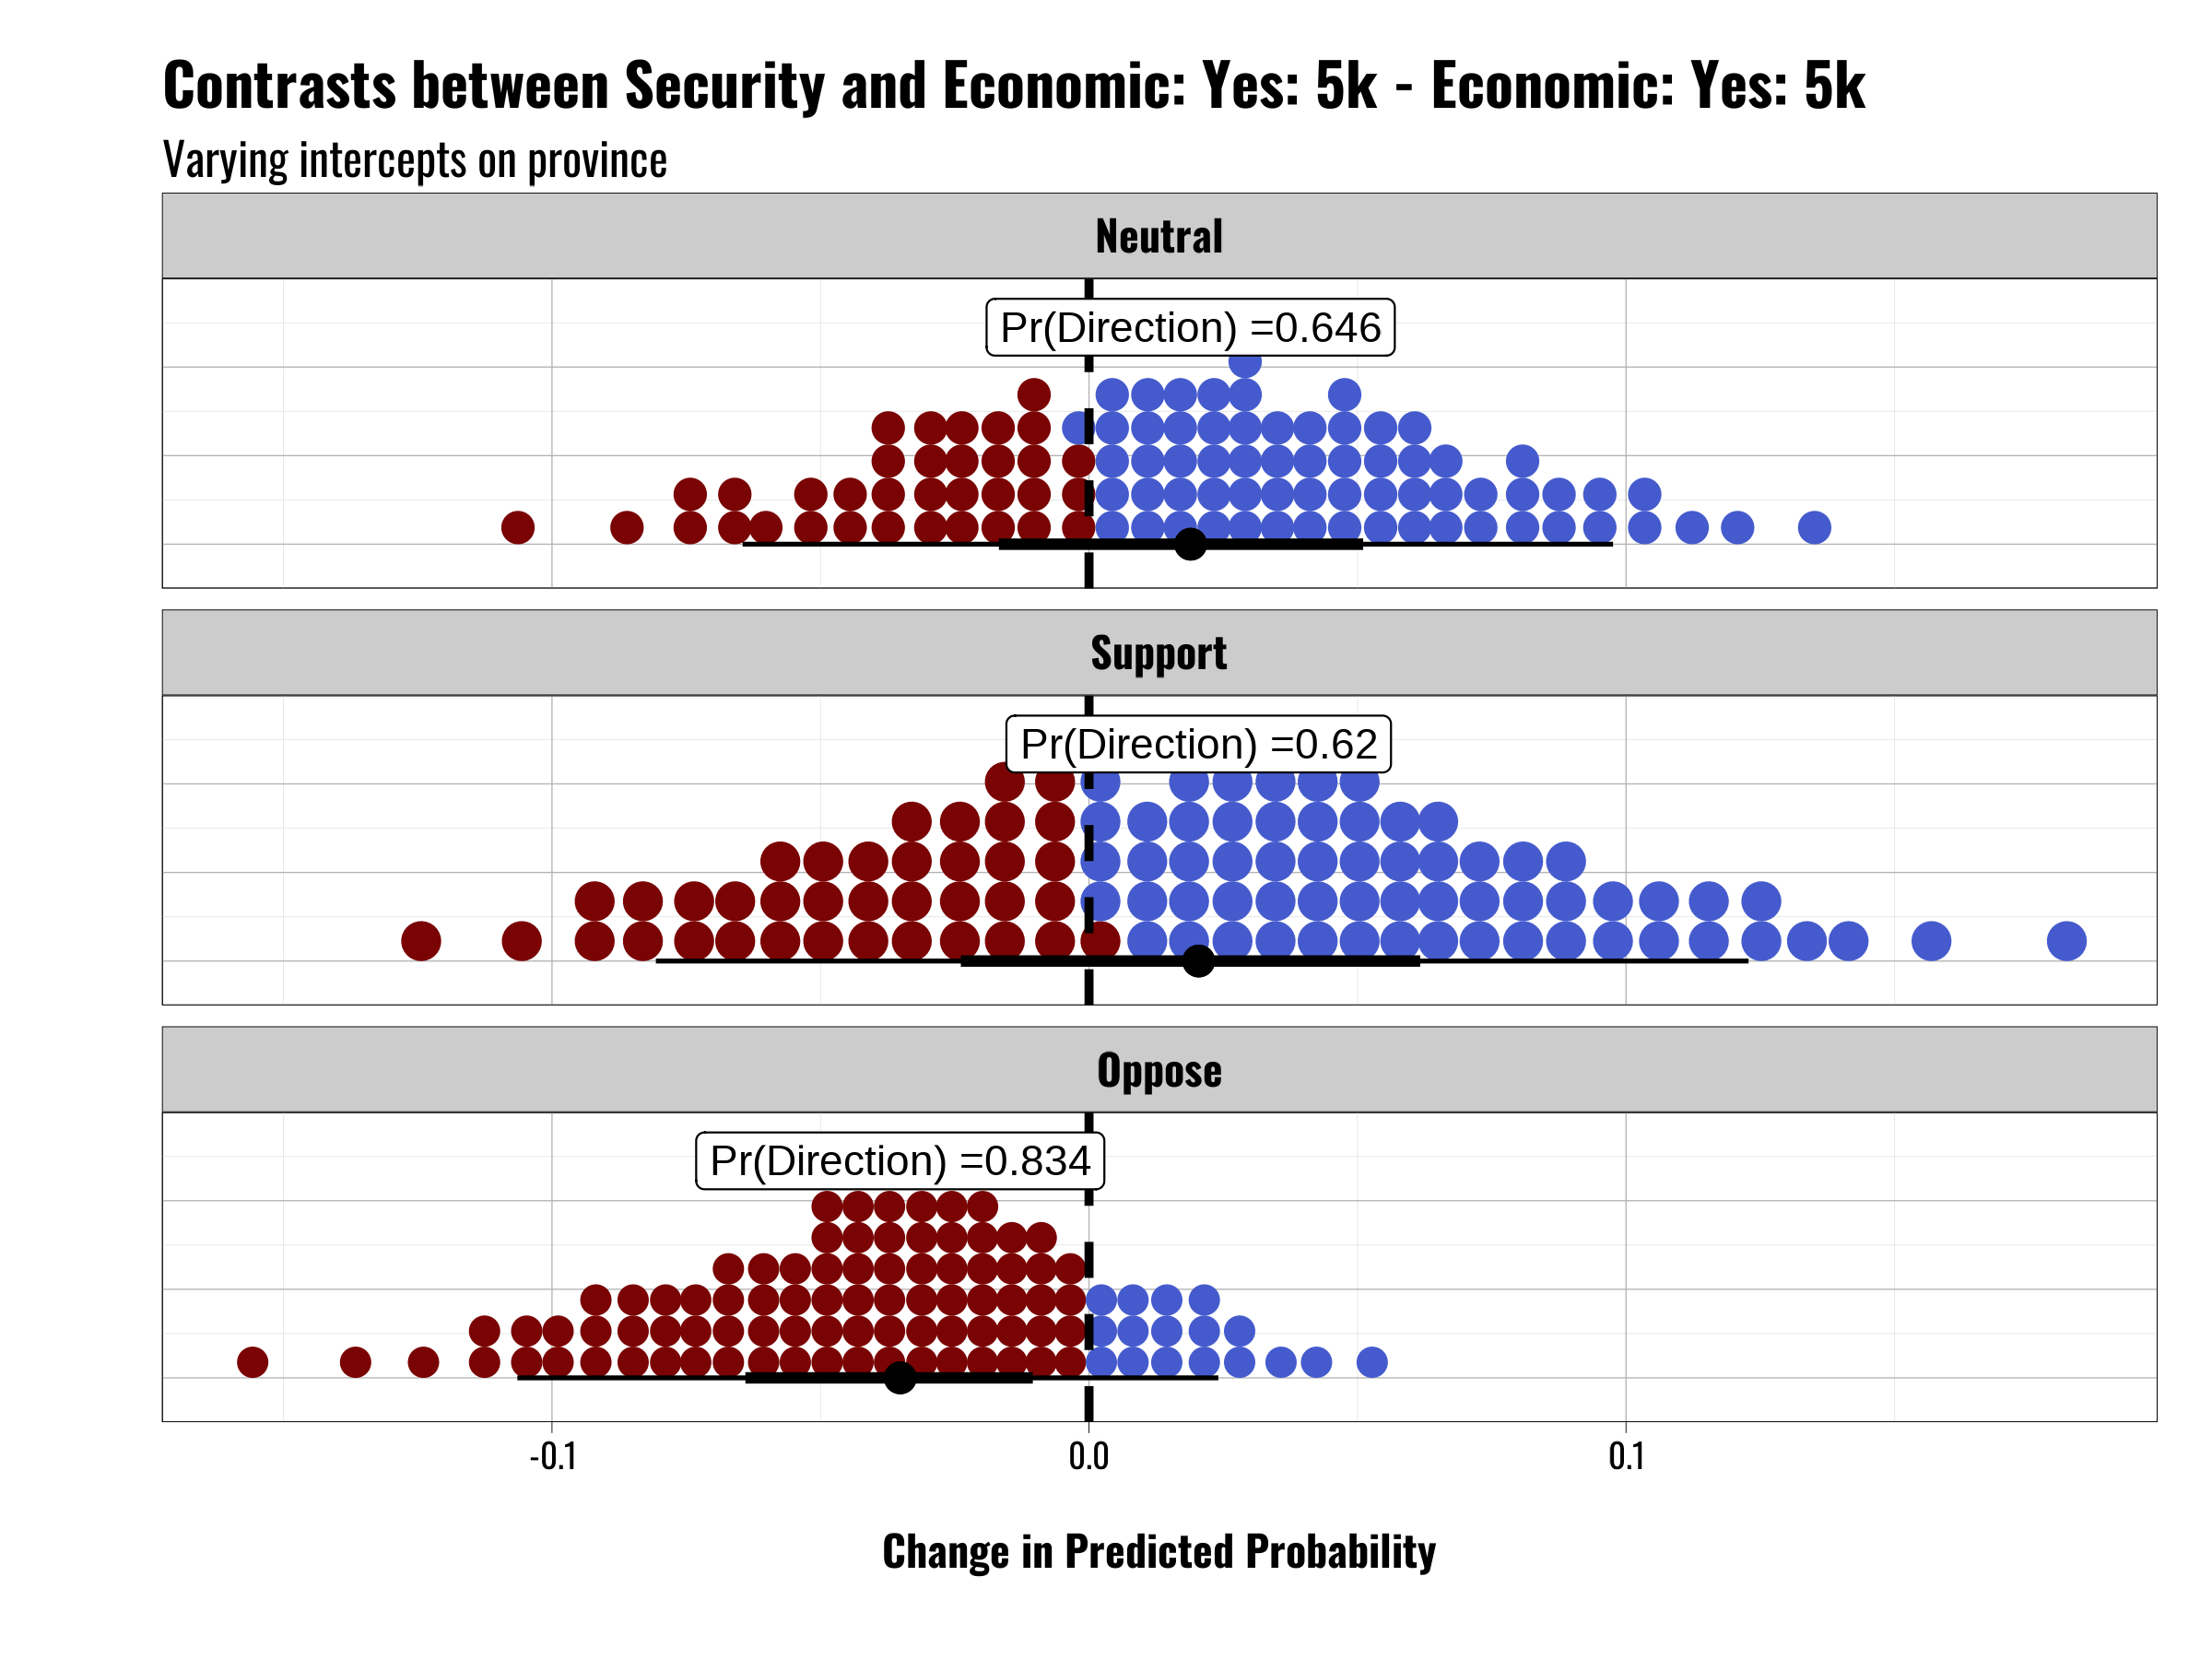 Contrasts between Security and Economic: Yes: 5k - Economic: Yes: 5k
Varying intercepts on province
Neutral
Pr(Direction) =0.646
Support
Pr(Direction) =0.62
Oppose
Pr(Direction) =0.834
-0.1 0.0 0.1
Change in Predicted Probability